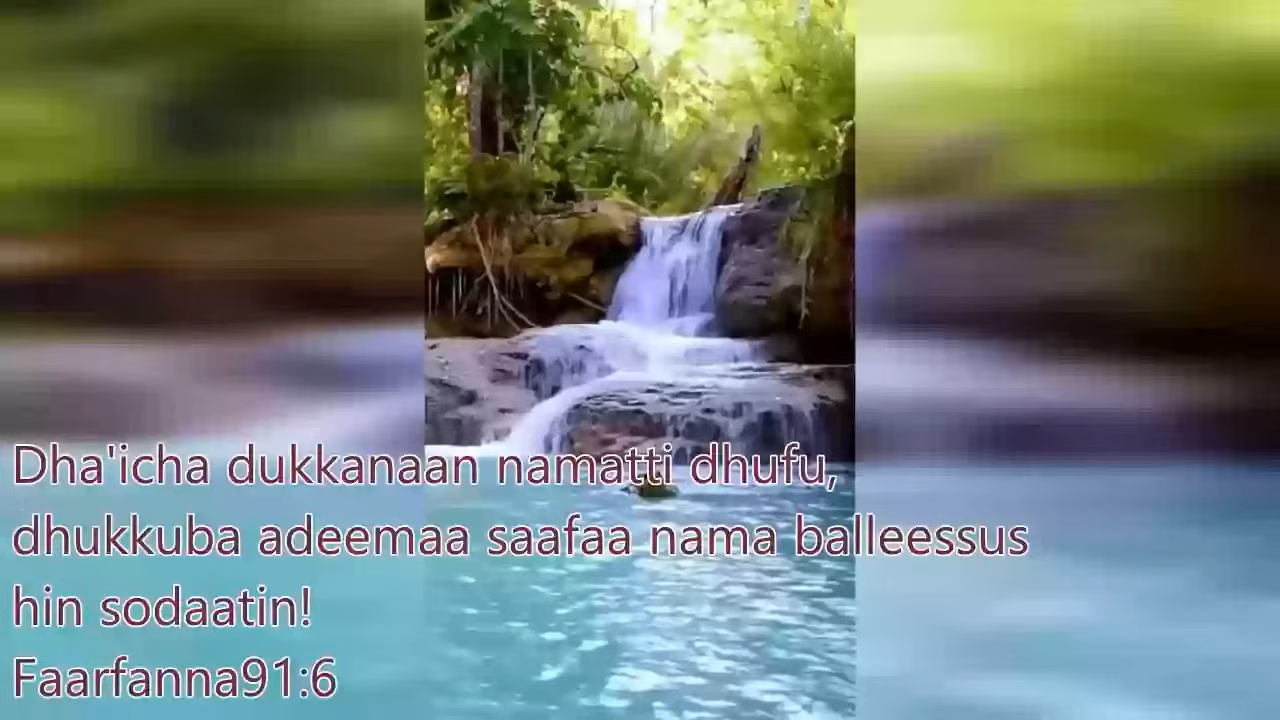 Dha'icha dukkanaan namatti dhufu,
dhukkuba adeemaa saafaa nama balleessus
hin sodaatin!
Faarfanna91:6